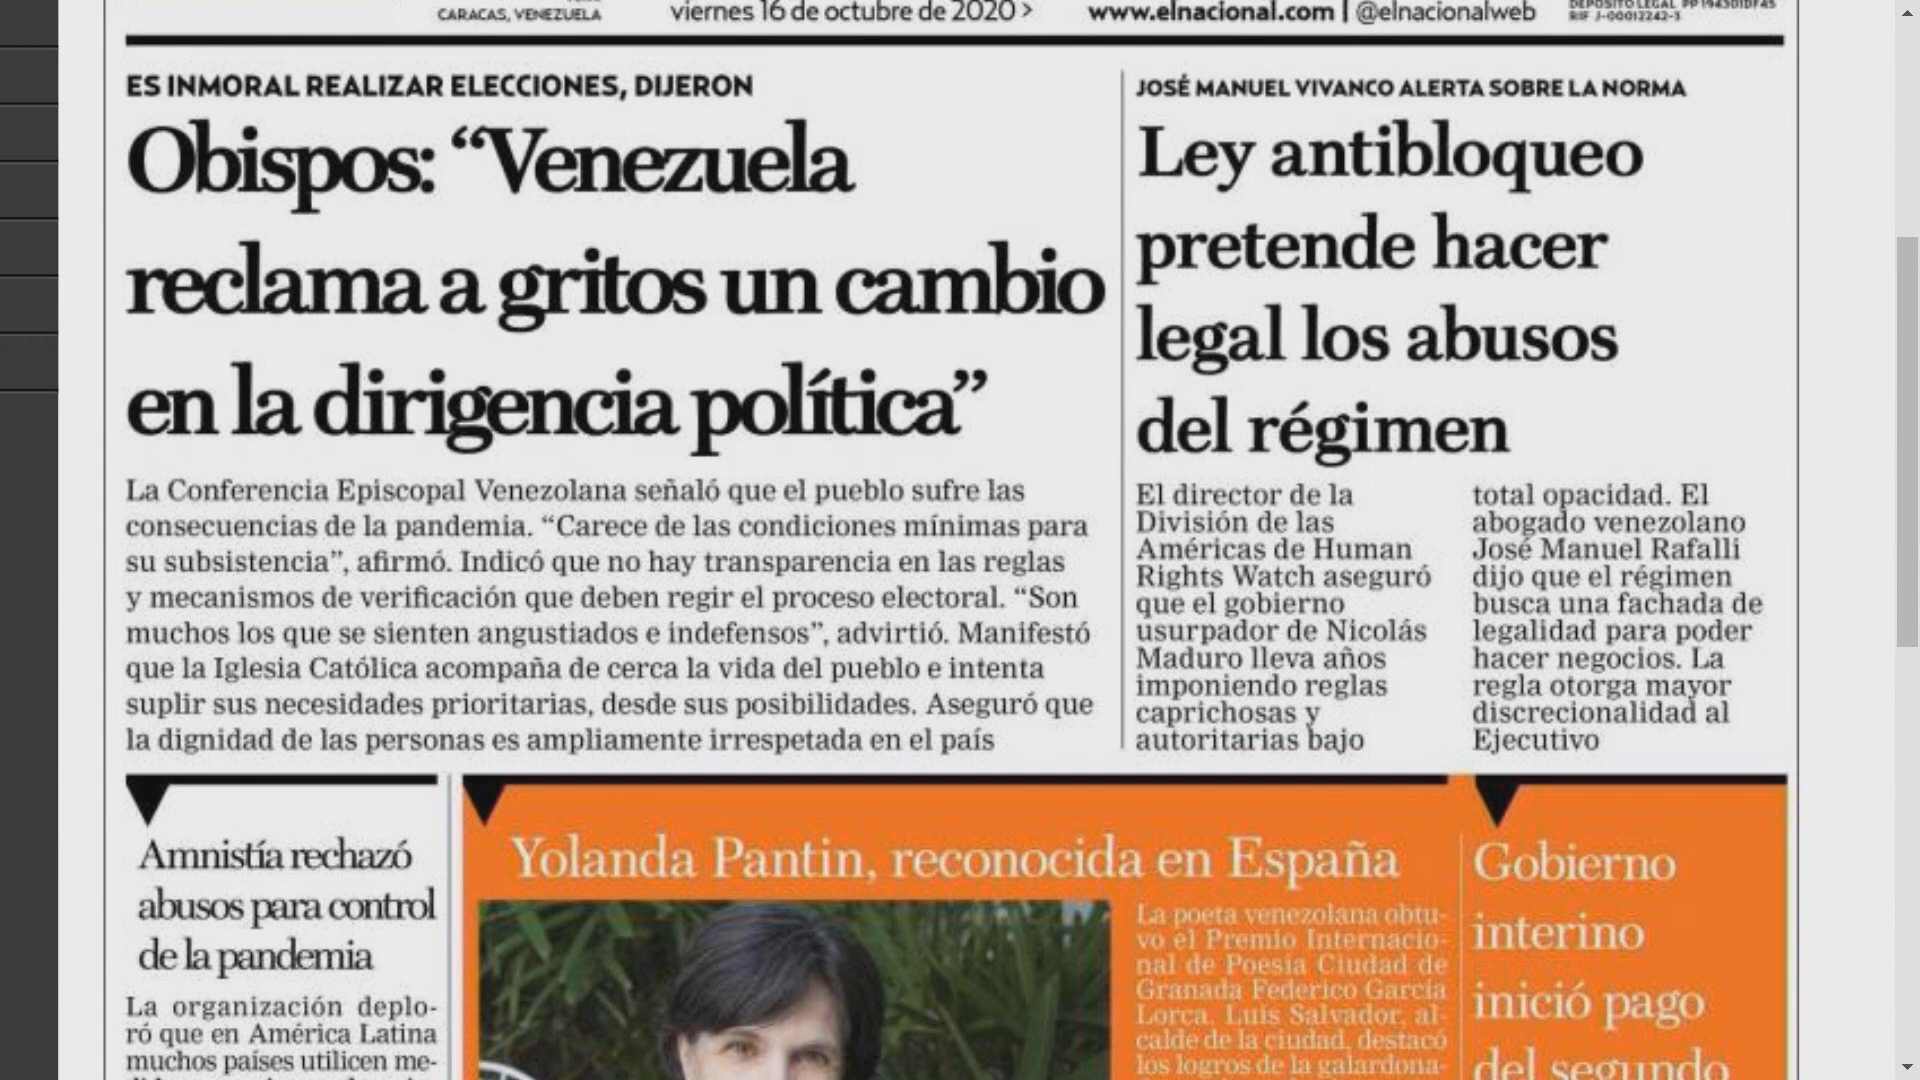 CARACAS, VENEZUELA
viernes 16 de octubre de 2020 >
www.elnacional.com | @elnacionalweb
DEPÓSITO LEGAL
RIF J-00012242-3
ES INMORAL REALIZAR ELECCIONES, DIJERON
Obispos: “Venezuela
reclama a gritos un cambio
en la dirigencia política”
La Conferencia Episcopal Venezolana señaló que el pueblo sufre las
consecuencias de la pandemia. “Carece de las condiciones mínimas para
su subsistencia”, afirmó. Indicó que no hay transparencia en las reglas
y mecanismos de verificación que deben regir el proceso electoral. “Son
muchos los que se sienten angustiados e indefensos”, advirtió. Manifestó
que la Iglesia Católica acompaña de cerca la vida del pueblo e intenta
suplir sus necesidades prioritarias, desde sus posibilidades. Aseguró que
la dignidad de las personas es ampliamente irrespetada en el país
JOSÉ MANUEL VIVANCO ALERTA SOBRE LA NORMA
Ley antibloqueo
pretende hacer
legal los abusos
del régimen
El director de la
División de las
Américas de Human
Rights Watch aseguró
que el gobierno
usurpador de Nicolás
Maduro lleva años
imponiendo reglas
caprichosas y
autoritarias bajo
total opacidad. El
abogado venezolano
José Manuel Rafalli
dijo que el régimen
busca una fachada de
legalidad para poder
hacer negocios. La
regla otorga mayor
discrecionalidad al
Ejecutivo
Amnistía rechazó
abusos para control
de la pandemia
La organización deplo-
ró que en América Latina
muchos países utilicen me-
Yolanda Pantin, reconocida en España
La poeta venezolana obtu-
vo el Premio Internacio-
nal de Poesía Ciudad de
Granada Federico García
Lorca. Luis Salvador, al-
calde de la ciudad, destacó
los logros de la galardona-
Gobierno
interino
inició pago
del segundo